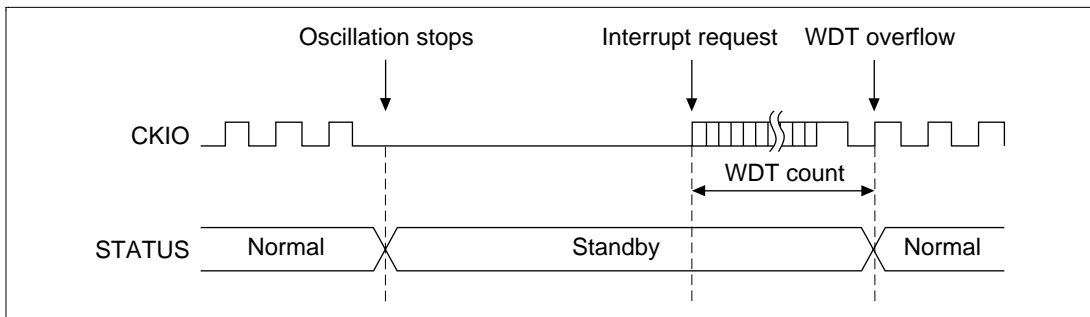 Oscillation stops Interrupt request WDT overflow
CKIO
WDT count
STATUS Normal Standby Normal